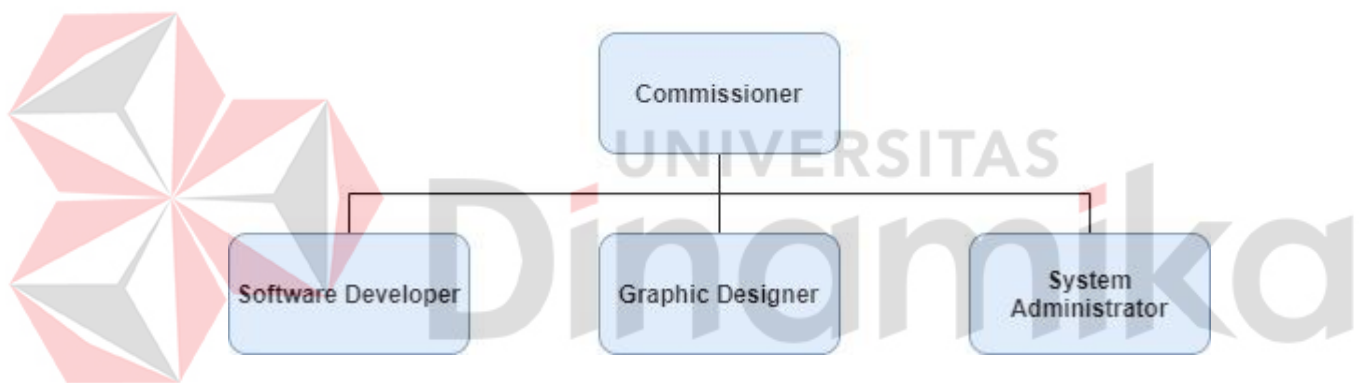 Commissioner
UNIVERSITAS
Dinamika
Software Developer
Graphic Designer
System
Administrator